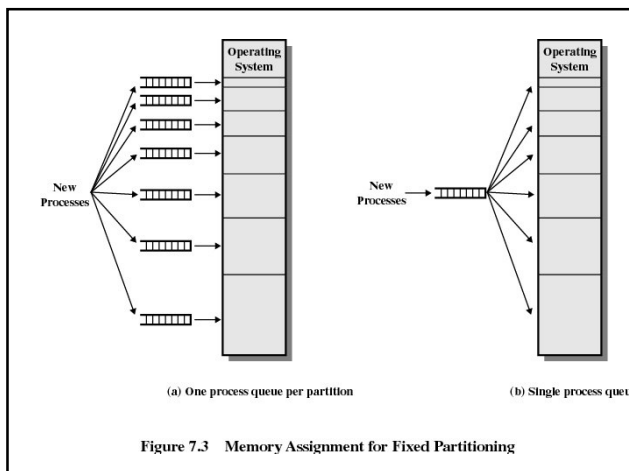 Operating
System
New
Processes
(a) One process queue per partition
Operating
System
New
Processes
(b) Single process queu
Figure 7.3 Memory Assignment for Fixed Partitioning